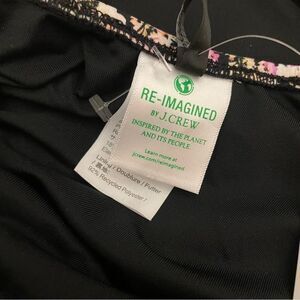 RE-IMAGINED
BY J.CREW
INSPIRED BY THE PLANET
AND ITS PEOPLE.
Learn more at
jcrew.com/reimagined
Lining / Doublure / Futter
82% Recycled Polyester /